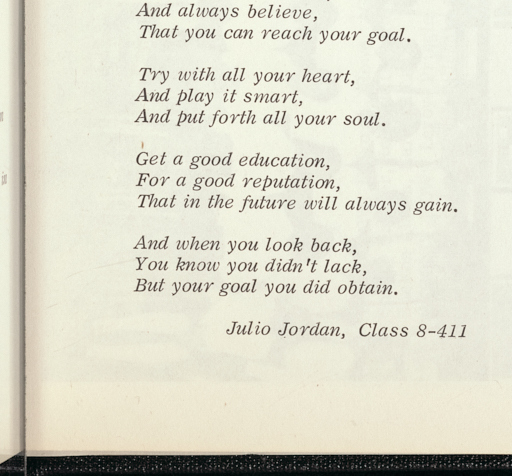 And always believe,
That you can reach your goal.
Try with all your heart,
And play it smart,
And put forth all your soul.
Get a good education,
For a good reputation,
That in the future will always gain.
And when you look back,
You know you didn't lack,
But your goal you did obtain.
Julio Jordan, Class 8-411